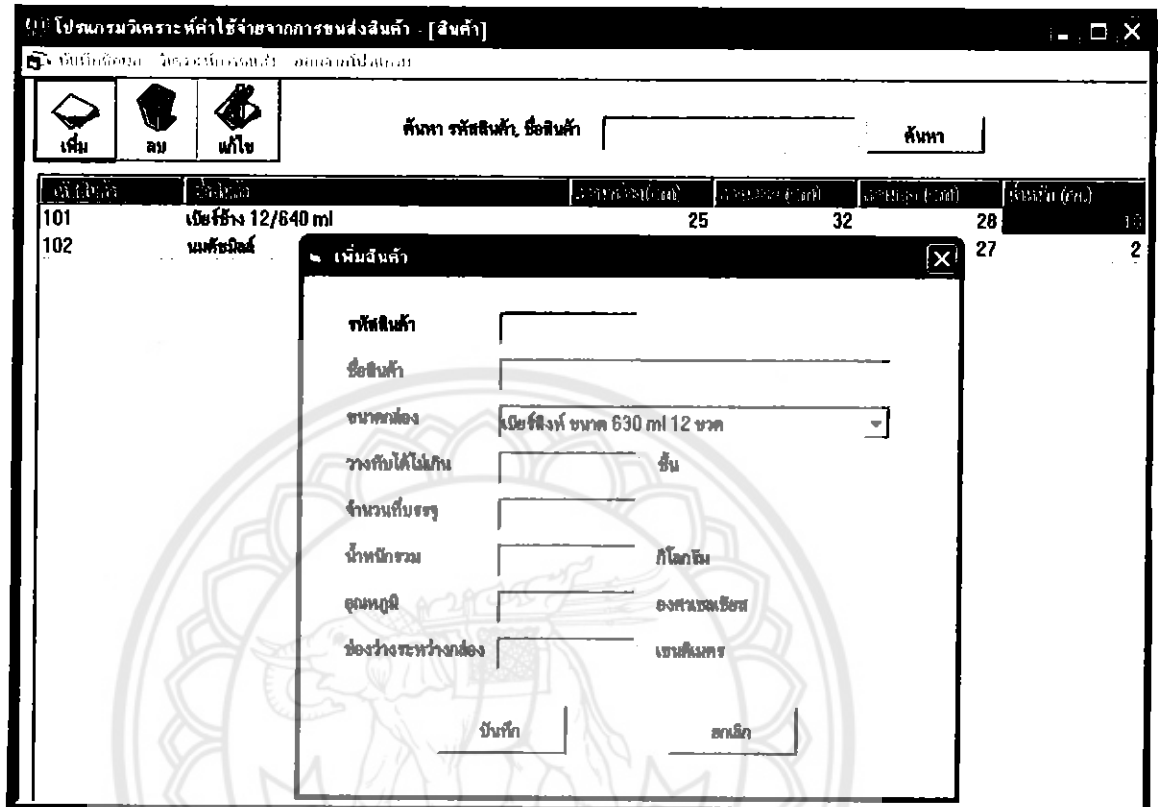 โปรแกรมวิเคราะห์ค่าใช้จ่ายจากการขนส่งสินค้า - [สินค้า]
เพิ่ม ลบ แก้ไข
ค้นหา รหัสสินค้า, ชื่อสินค้า ค้นหา
101 เบียร์ช้าง 12/640 ml 25 32 28
102 27 2
เพิ่มสินค้า
รหัสสินค้า
ชื่อสินค้า
ขนาดกล่อง เบียร์สิงห์ ขนาด 630 ml 12 ขวด
วางทับได้ไม่เกิน ชั้น
จำนวนที่บรรจุ
น้ำหนักรวม กิโลกรัม
อุณหภูมิ องศาเซลเซียส
ช่องว่างระหว่างกล่อง เซนติเมตร
บันทึก ยกเลิก